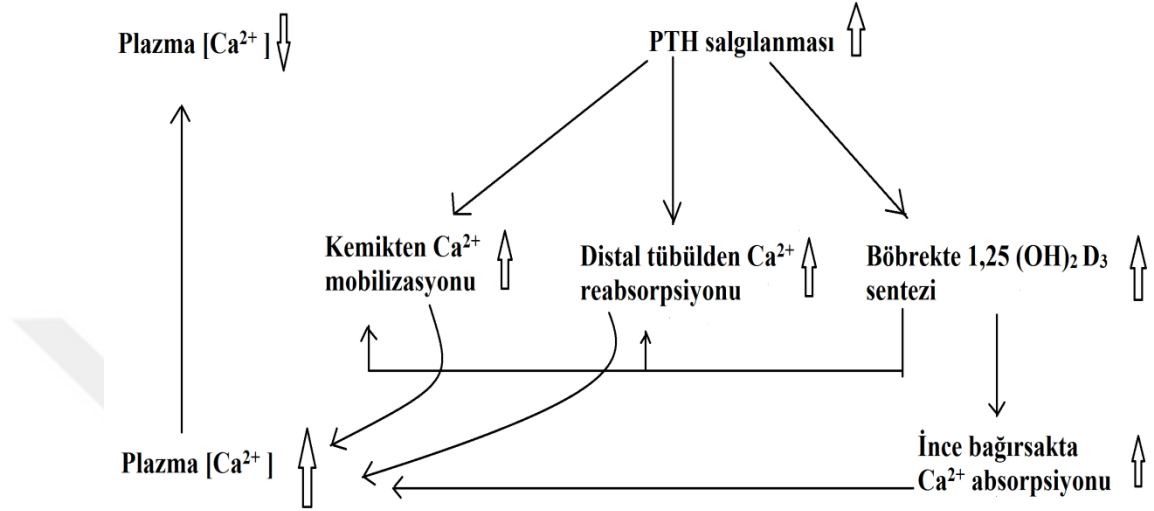 Plazma [Ca²⁺ ]
PTH salgılanması
Kemikten Ca²⁺
mobilizasyonu
Distal tübülden Ca²⁺
reabsorpsiyonu
Böbrekte 1,25 (OH)₂ D₃
sentezi
Plazma [Ca²⁺ ]
İnce bağırsakta
Ca²⁺ absorpsiyonu